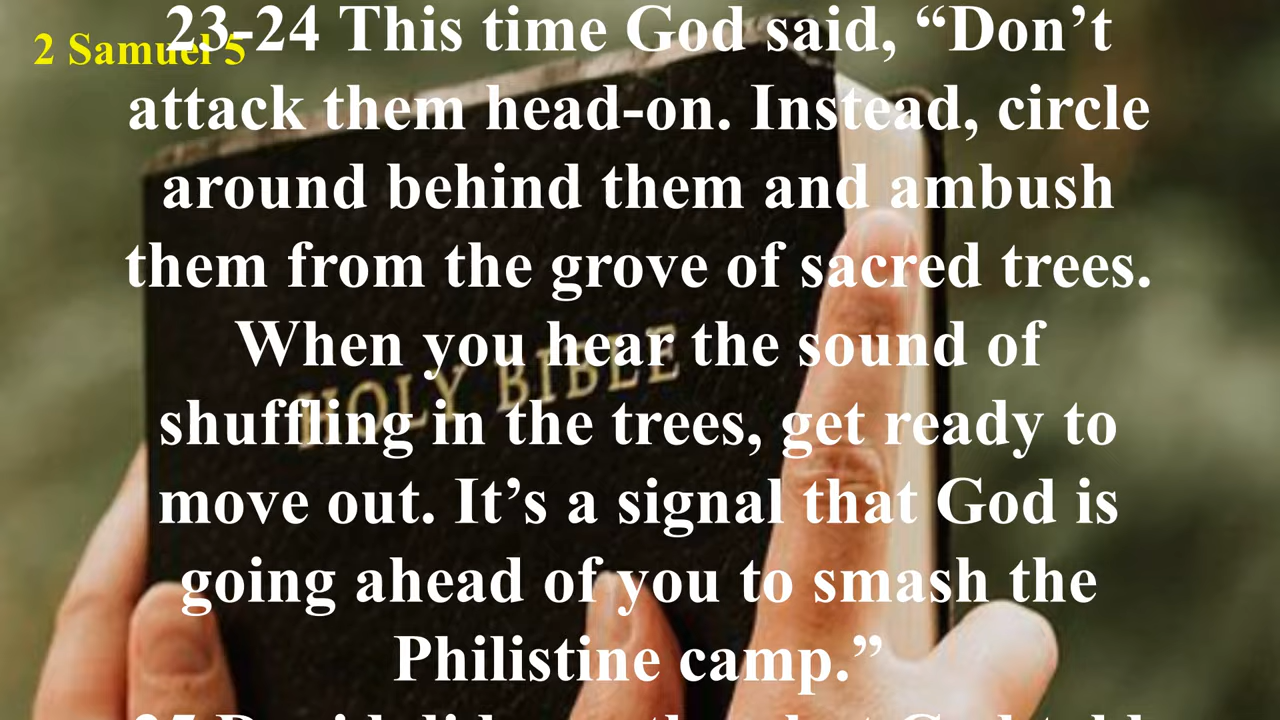 2 Samuel 5
23-24 This time God said, “Don’t
attack them head-on. Instead, circle
around behind them and ambush
them from the grove of sacred trees.
When you hear the sound of
shuffling in the trees, get ready to
move out. It’s a signal that God is
going ahead of you to smash the
Philistine camp.”
HOLY BIBLE